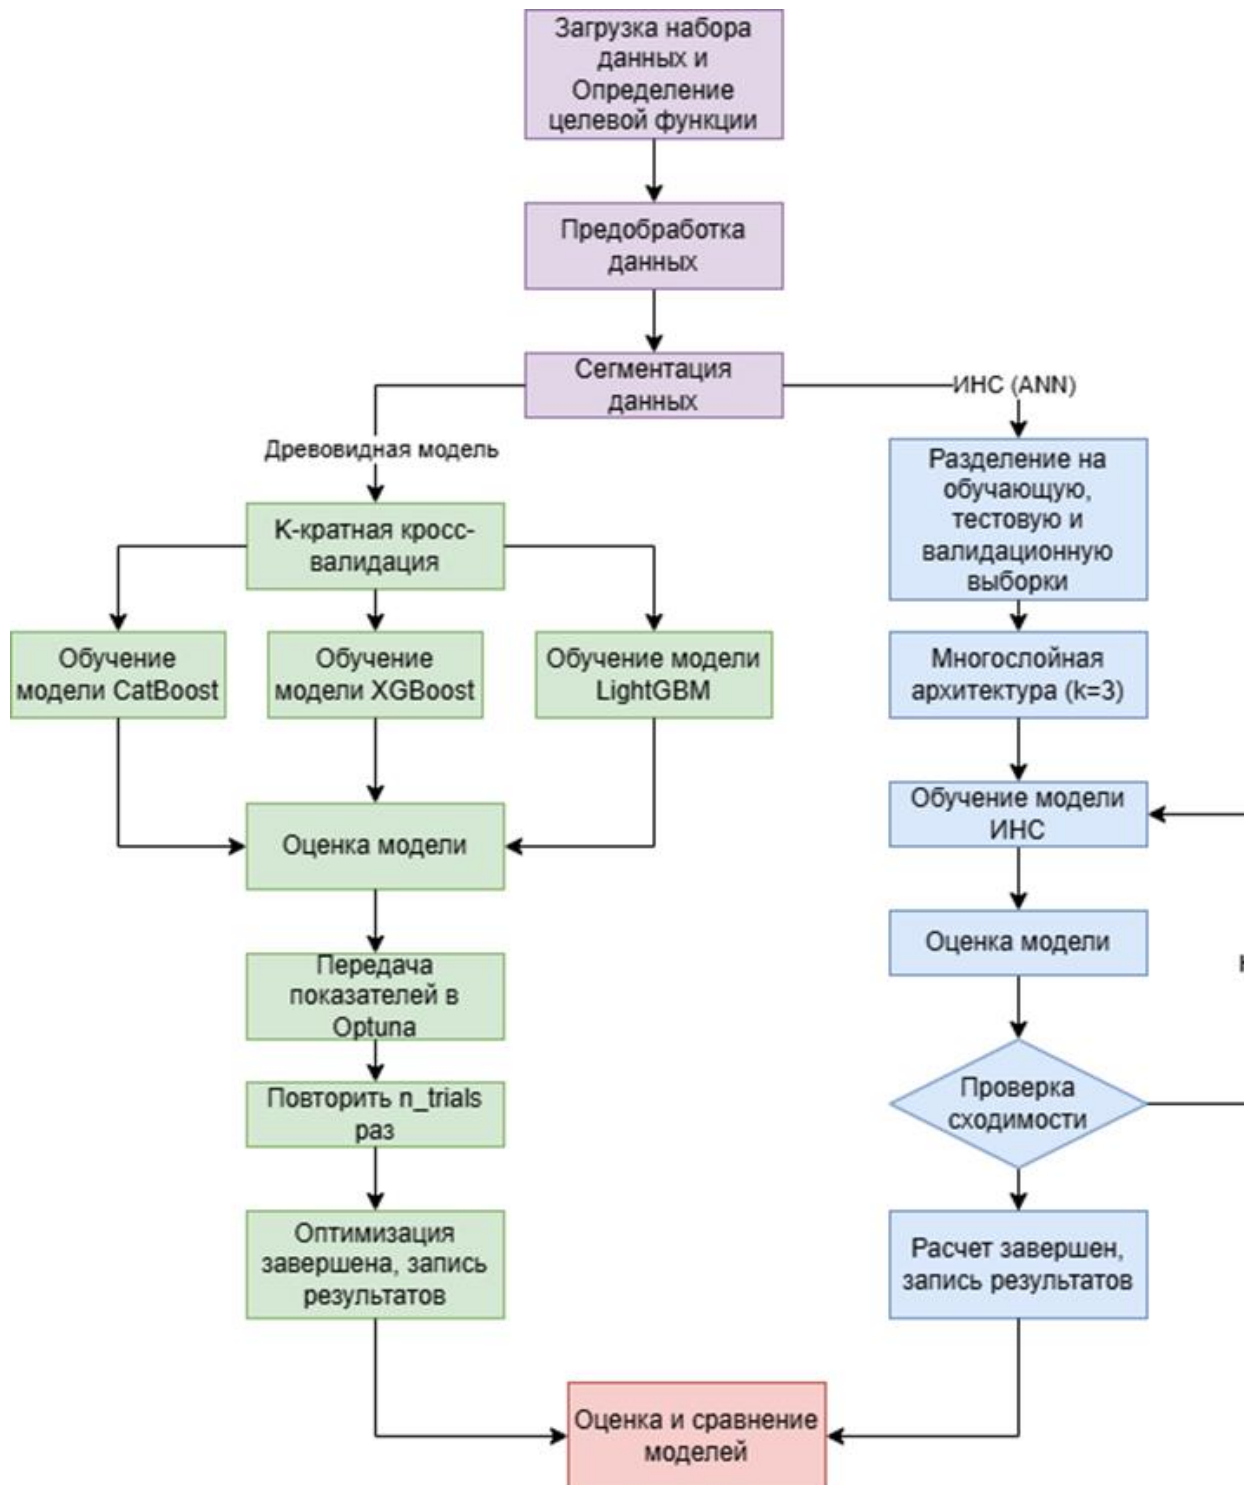 Загрузка набора
данных и
Определение
целевой функции
Предобработка
данных
Сегментация
данных
ИНС (ANN)
Древовидная модель
Разделение на
обучающую,
тестовую и
валидационную
выборки
К-кратная кросс-
валидация
Обучение
модели CatBoost
Обучение
модели XGBoost
Обучение модели
LightGBM
Многослойная
архитектура (k=3)
Обучение модели
ИНС
Оценка модели
Оценка модели
Передача
показателей в
Optuna
Проверка
сходимости
Повторить n_trials
раз
Оптимизация
завершена, запись
результатов
Расчет завершен,
запись результатов
Оценка и сравнение
моделей